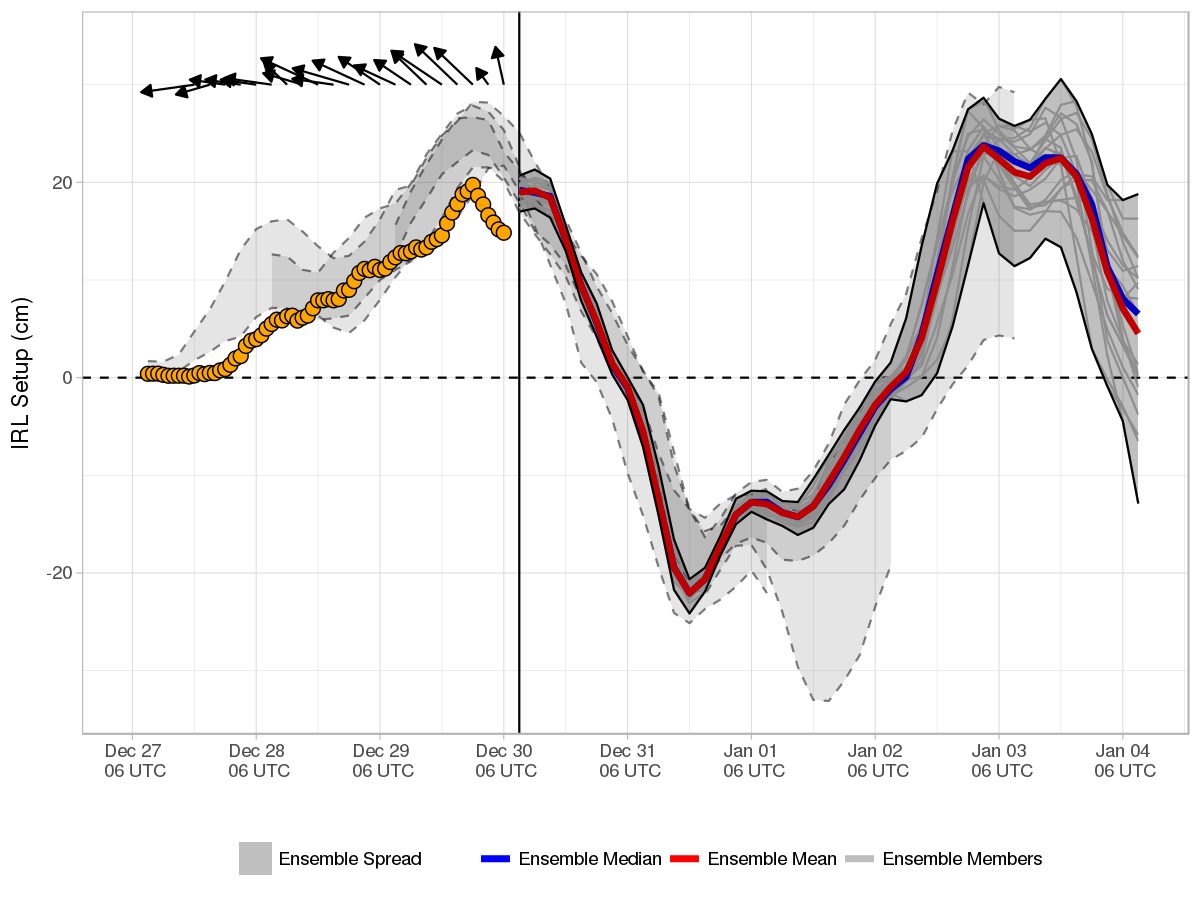 IRL Setup (cm)
20
0
-20
Dec 27 Dec 28 Dec 29 Dec 30 Dec 31 Jan 01 Jan 02 Jan 03 Jan 04
06 UTC 06 UTC 06 UTC 06 UTC 06 UTC 06 UTC 06 UTC 06 UTC 06 UTC
Ensemble Spread Ensemble Median Ensemble Mean Ensemble Members